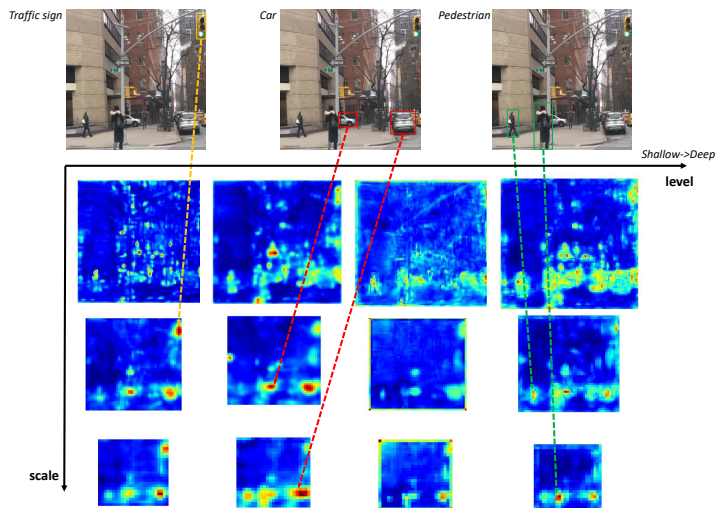 Traffic sign
Car
Pedestrian
Shallow->Deep
level
scale